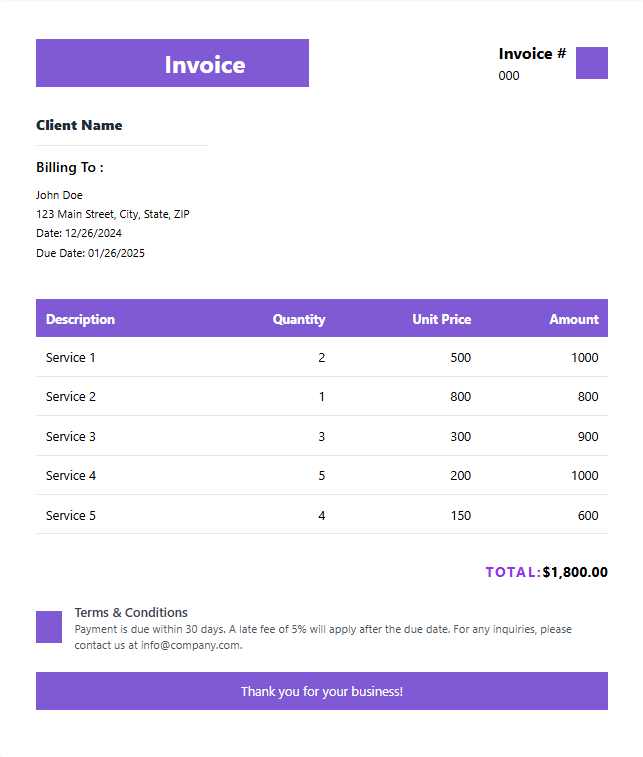 Invoice
Invoice #
000
Client Name
Billing To :
John Doe
123 Main Street, City, State, ZIP
Date: 12/26/2024
Due Date: 01/26/2025
Description Quantity Unit Price Amount
Service 1 2 500 1000
Service 2 1 800 800
Service 3 3 300 900
Service 4 5 200 1000
Service 5 4 150 600
TOTAL:$1,800.00
Terms & Conditions
Payment is due within 30 days. A late fee of 5% will apply after the due date. For any inquiries, please
contact us at info@company.com.
Thank you for your business!